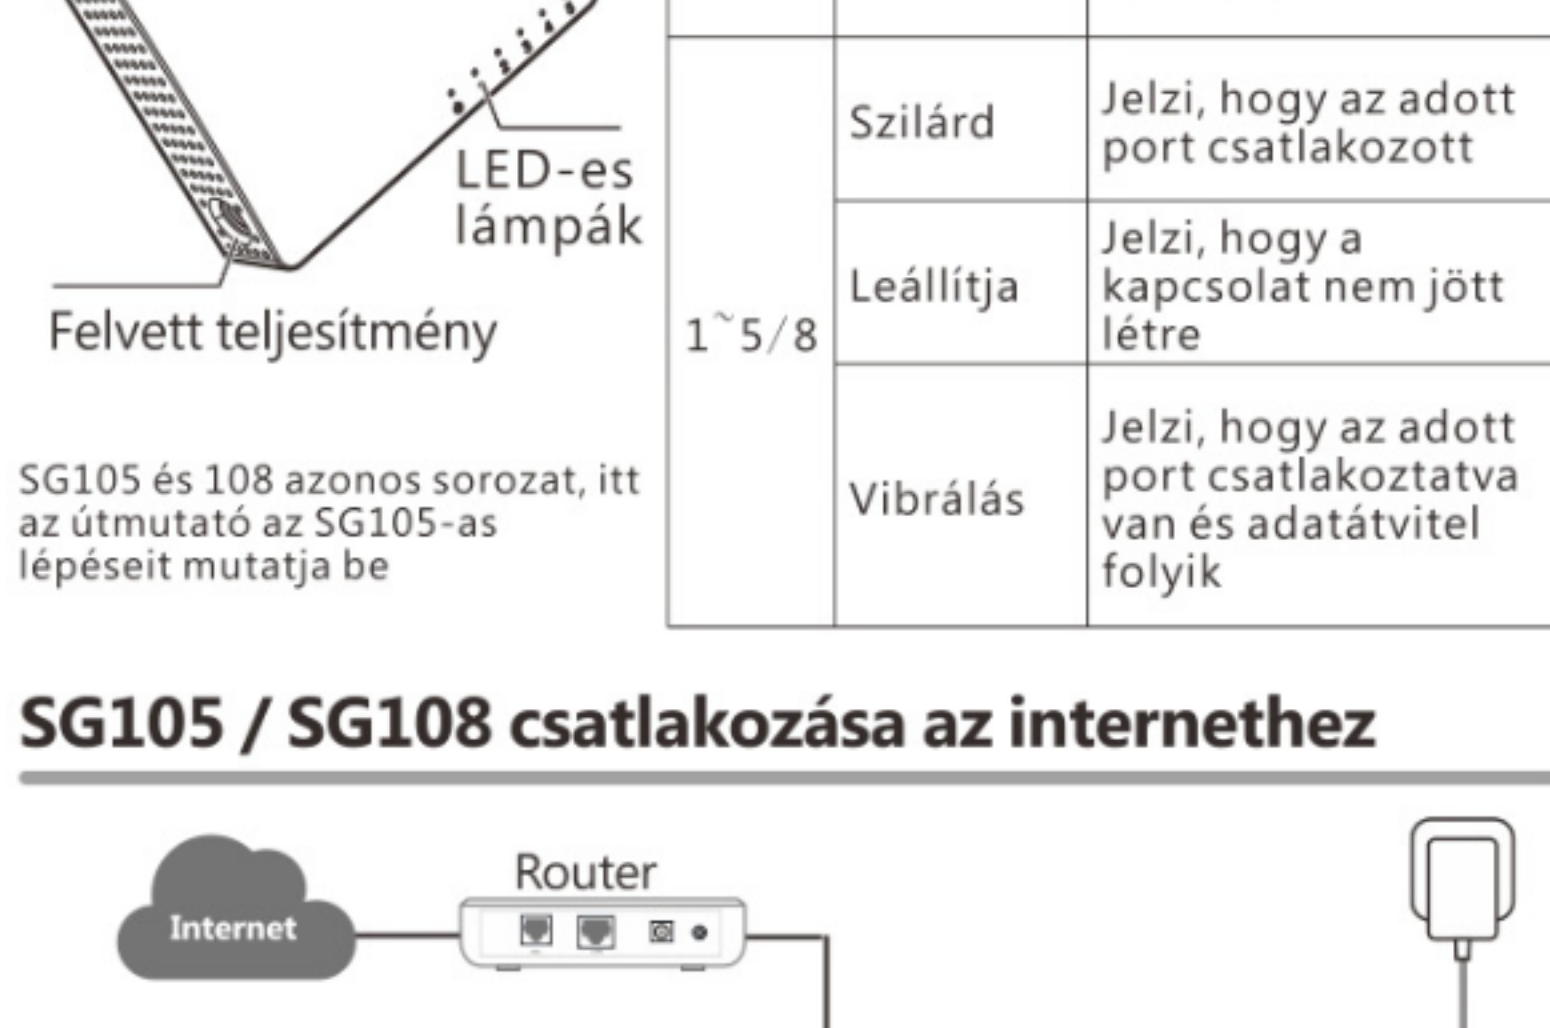 LED-es
lámpák
Felvett teljesítmény
SG105 és 108 azonos sorozat, itt
az útmutató az SG105-as
lépéseit mutatja be
1~5/8
Szilárd
Jelzi, hogy az adott
port csatlakozott
Leállítja
Jelzi, hogy a
kapcsolat nem jött
létre
Vibrálás
Jelzi, hogy az adott
port csatlakoztatva
van és adatátvitel
folyik
SG105 / SG108 csatlakozása az internethez
Internet
Router